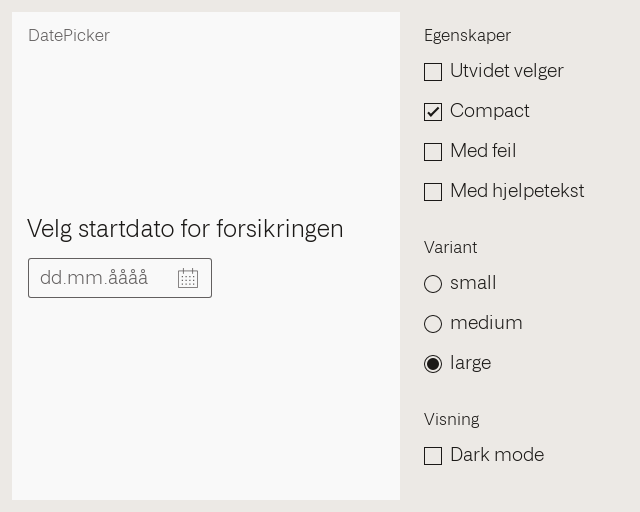 DatePicker
Velg startdato for forsikringen
dd.mm.åååå
Egenskaper
Utvidet velger
Compact
Med feil
Med hjelpetekst
Variant
small
medium
large
Visning
Dark mode